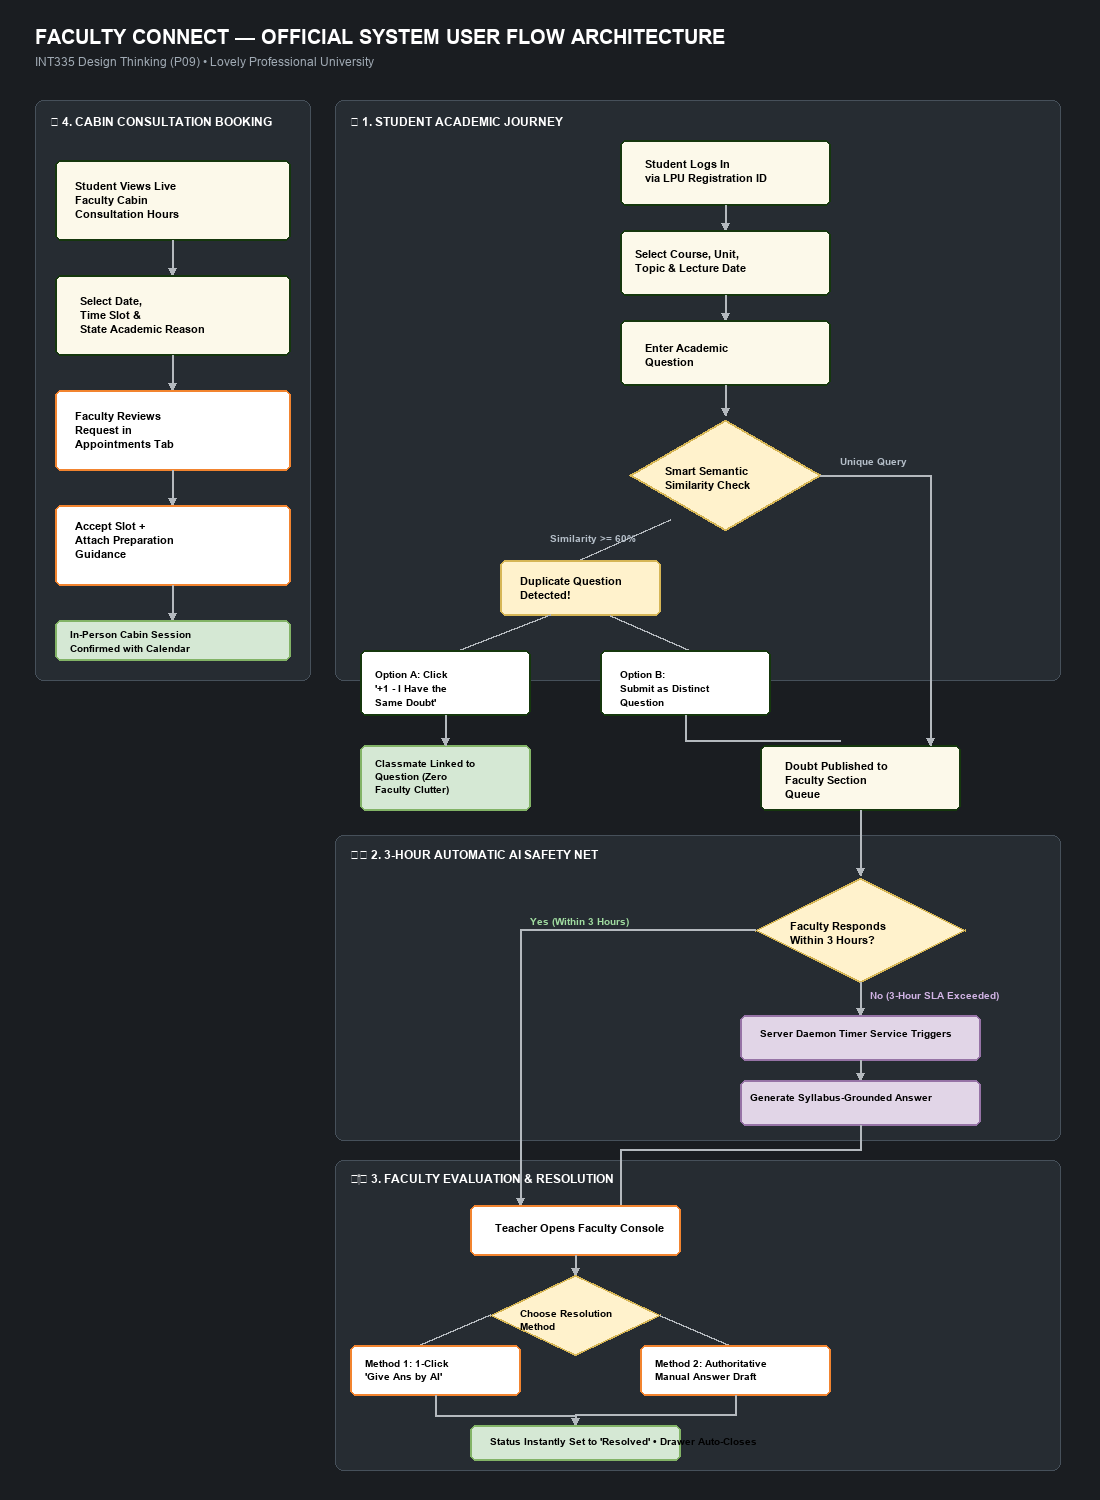 FACULTY CONNECT — OFFICIAL SYSTEM USER FLOW ARCHITECTURE
INT335 Design Thinking (P09) • Lovely Professional University
4. CABIN CONSULTATION BOOKING
Student Views Live
Faculty Cabin
Consultation Hours
Select Date,
Time Slot &
State Academic Reason
Faculty Reviews
Request in
Appointments Tab
Accept Slot +
Attach Preparation
Guidance
In-Person Cabin Session
Confirmed with Calendar
1. STUDENT ACADEMIC JOURNEY
Student Logs In
via LPU Registration ID
Select Course, Unit,
Topic & Lecture Date
Enter Academic
Question
Smart Semantic
Similarity Check
Unique Query
Similarity >= 60%
Duplicate Question
Detected!
Option A: Click
'+1 - I Have the
Same Doubt'
Option B:
Submit as Distinct
Question
Classmate Linked to
Question (Zero
Faculty Clutter)
Doubt Published to
Faculty Section
Queue
2. 3-HOUR AUTOMATIC AI SAFETY NET
Faculty Responds
Within 3 Hours?
Yes (Within 3 Hours)
No (3-Hour SLA Exceeded)
Server Daemon Timer Service Triggers
Generate Syllabus-Grounded Answer
3. FACULTY EVALUATION & RESOLUTION
Teacher Opens Faculty Console
Choose Resolution
Method
Method 1: 1-Click
'Give Ans by AI'
Method 2: Authoritative
Manual Answer Draft
Status Instantly Set to 'Resolved' • Drawer Auto-Closes